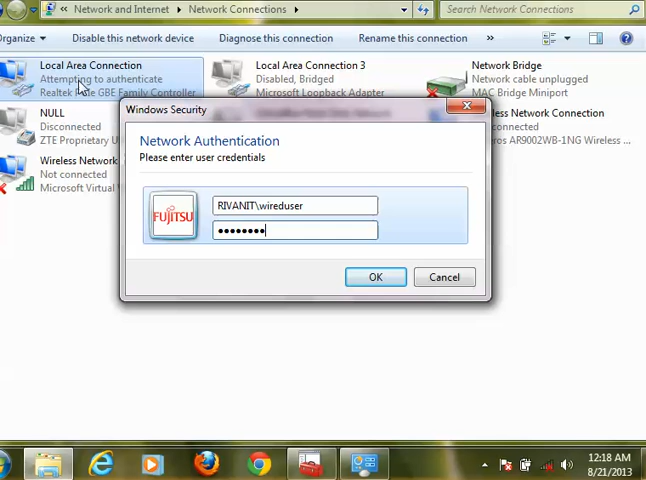 Network and Internet Network Connections Search Network Connections
Organize Disable this network device Diagnose this connection Rename this connection »
Local Area Connection
Attempting to authenticate
Realtek PCIe GBE Family Controller
Local Area Connection 3
Disabled, Bridged
Microsoft Loopback Adapter
Network Bridge
Network cable unplugged
MAC Bridge Miniport
NULL
Disconnected
ZTE Proprietary U
less Network Connection
Disconnected
ros AR9002WB-1NG Wireless ...
Wireless Network
Not connected
Microsoft Virtual
Windows Security
Network Authentication
Please enter user credentials
FUJITSU
RIVANIT\wireduser
●●●●●●●●
OK Cancel
12:18 AM
8/21/2013